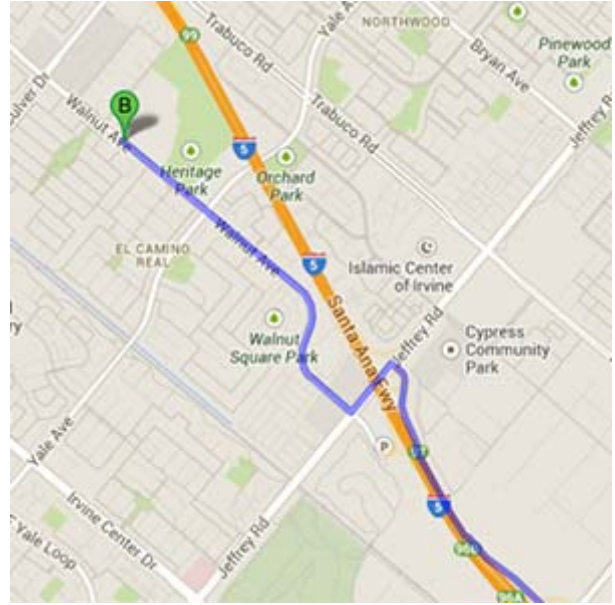 99
Trabuco Rd
Yale Ave
NORTHWOOD
Bryan Ave
Pinewood
Park
Walnut Ave
B
Trabuco Rd
Jeffrey Rd
5
Heritage
Park
Orchard
Park
EL CAMINO
REAL
Walnut Ave
5
Islamic Center
of Irvine
Santa Ana Fwy
Jeffrey Rd
Walnut
Square Park
Cypress
Community
Park
Yale Ave
P
Irvine Center Dr
Jeffrey Rd
5
96B
Yale Loop
96A